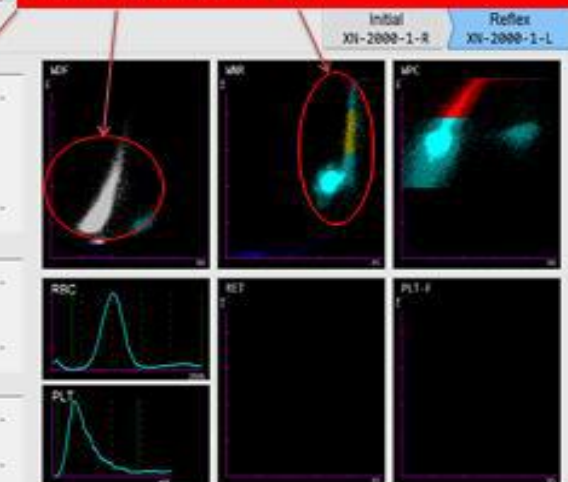 Initial
XN-2000-1-R
Reflex
XN-2000-1-L
WDF
WNR
WPC
RBC
RET
PLT-F
PLT